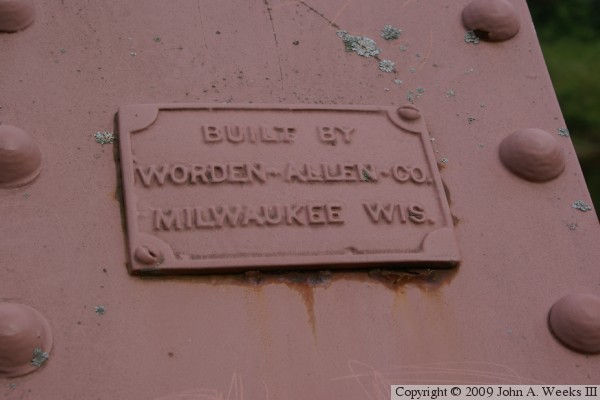 BUILT BY
WORDEN-ALLEN-CO.
MILWAUKEE WIS.
Copyright © 2009 John A. Weeks III